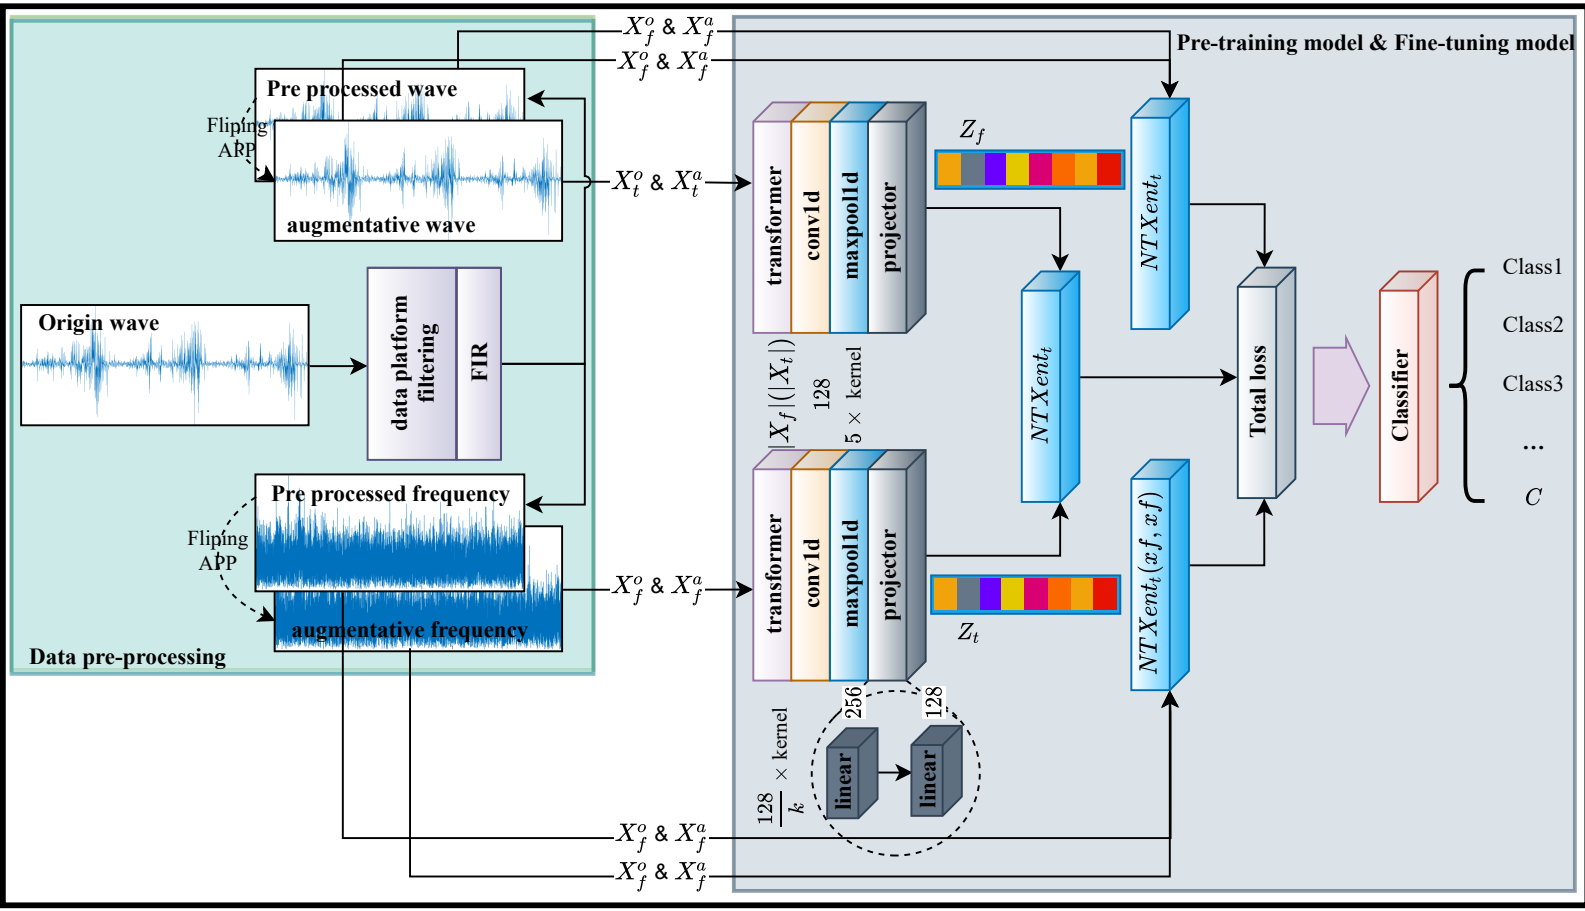 X_f^o & X_f^a
X_f^o & X_f^a
Pre-training model & Fine-tuning model
Pre processed wave
Fliping
APP
augmentative wave
X_t^o & X_t^a
transformer
conv1d
maxpool1d
projector
Z_f
NTXent_t
Origin wave
data platform
filtering
FIR
|X_f|(|X_t|)
128
5 × kernel
NTXent_t
Total loss
Classifier
Class1
Class2
Class3
...
C
Pre processed frequency
Fliping
APP
augmentative frequency
Data pre-processing
X_f^o & X_f^a
transformer
conv1d
maxpool1d
projector
Z_t
NTXent_t(xf, xf)
256
128
linear
linear
128/k × kernel
X_f^o & X_f^a
X_f^o & X_f^a